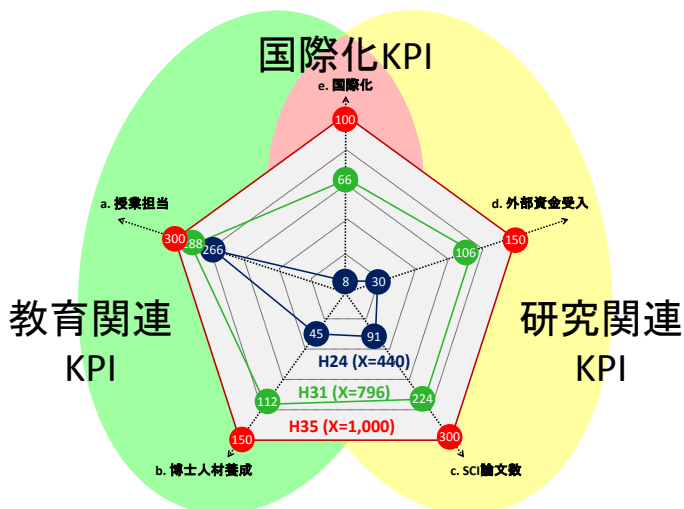 国際化KPI
e. 国際化
100
66
a. 授業担当
d. 外部資金受入
300
288
266
106
150
8
30
教育関連
KPI
研究関連
KPI
45
91
H24 (X=440)
112
H31 (X=796)
224
150
H35 (X=1,000)
300
b. 博士人材養成
c. SCI論文数